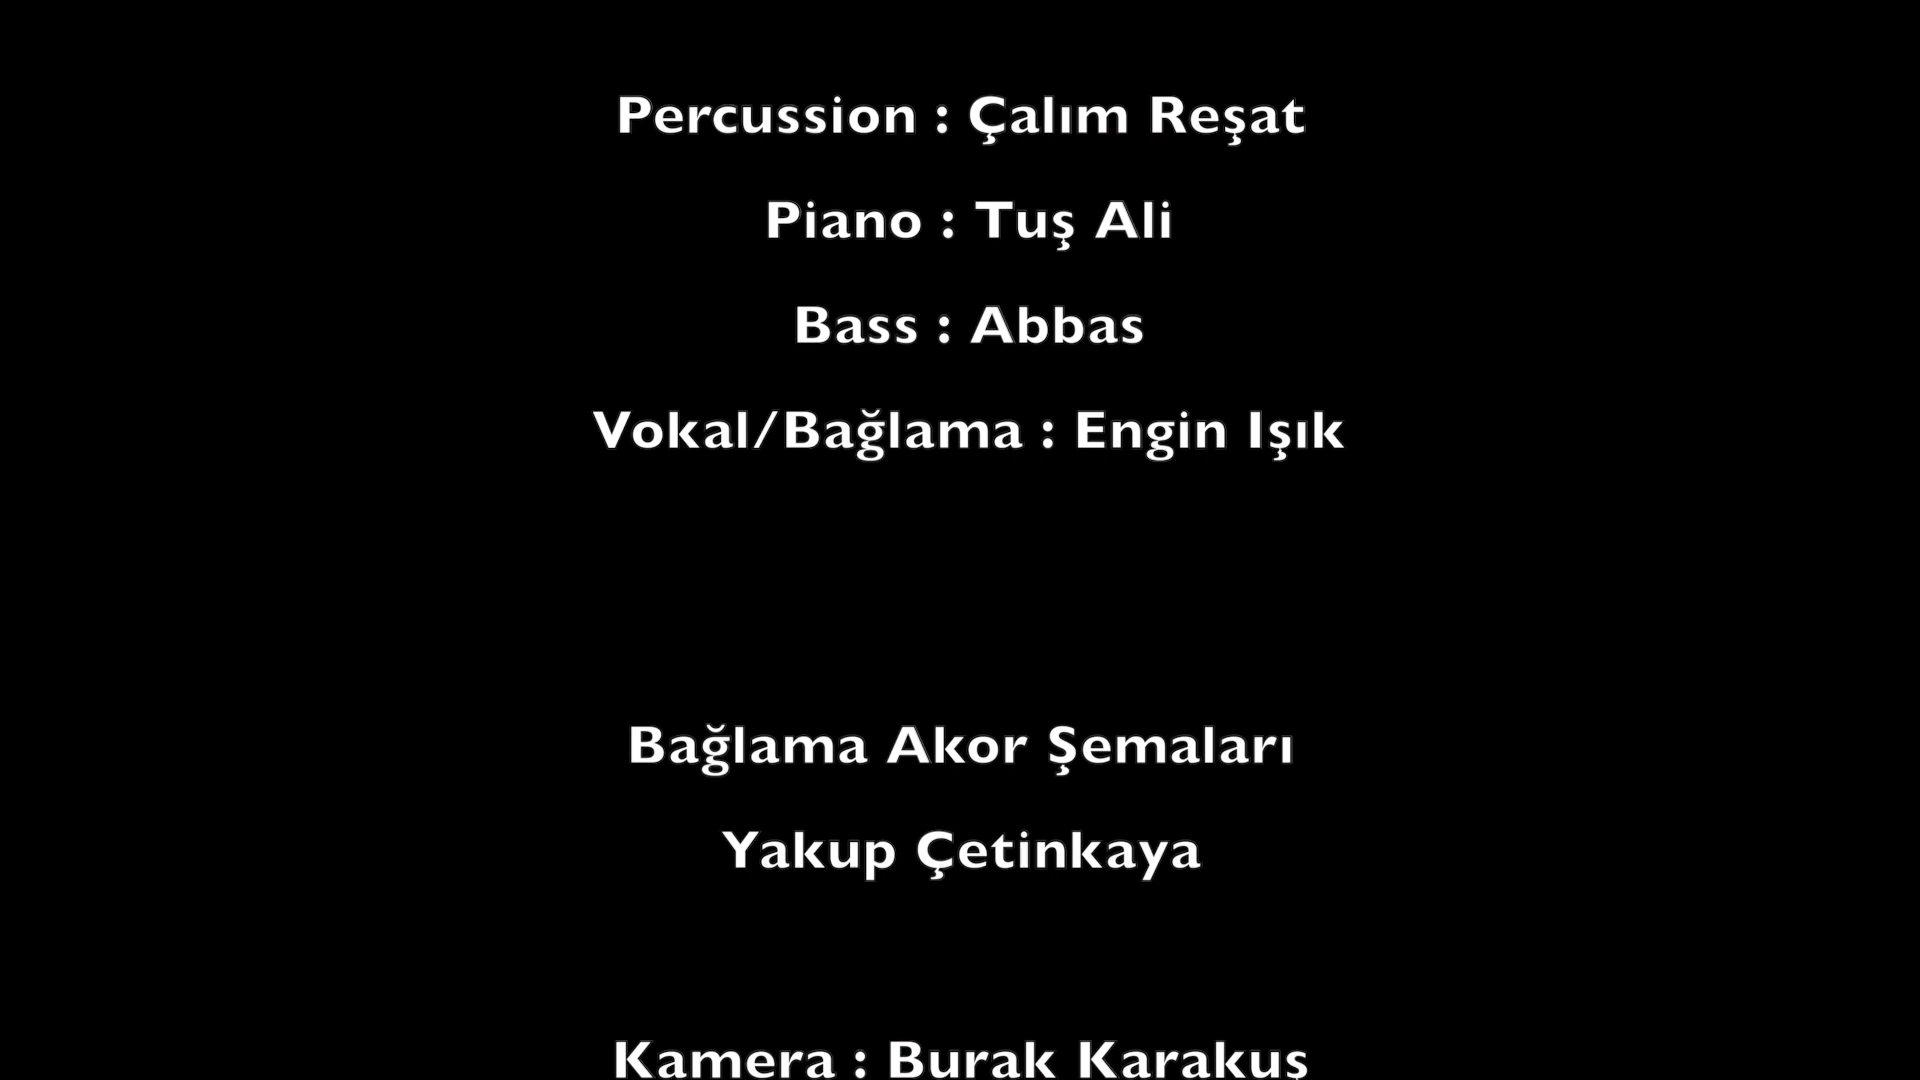 Percussion : Çalım Reşat
Piano : Tuş Ali
Bass : Abbas
Vokal/Bağlama : Engin Işık
Bağlama Akor Şemaları
Yakup Çetinkaya
Kamera : Burak Karakuş